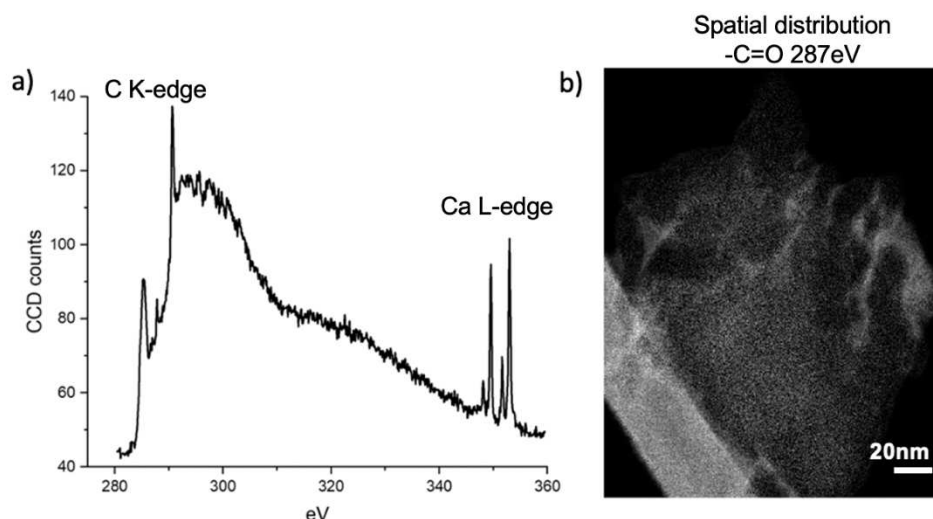 a)
C K-edge
Ca L-edge
CCD counts
140
120
100
80
60
40
280
300
320
340
360
eV
Spatial distribution
-C=O 287eV
b)
20nm